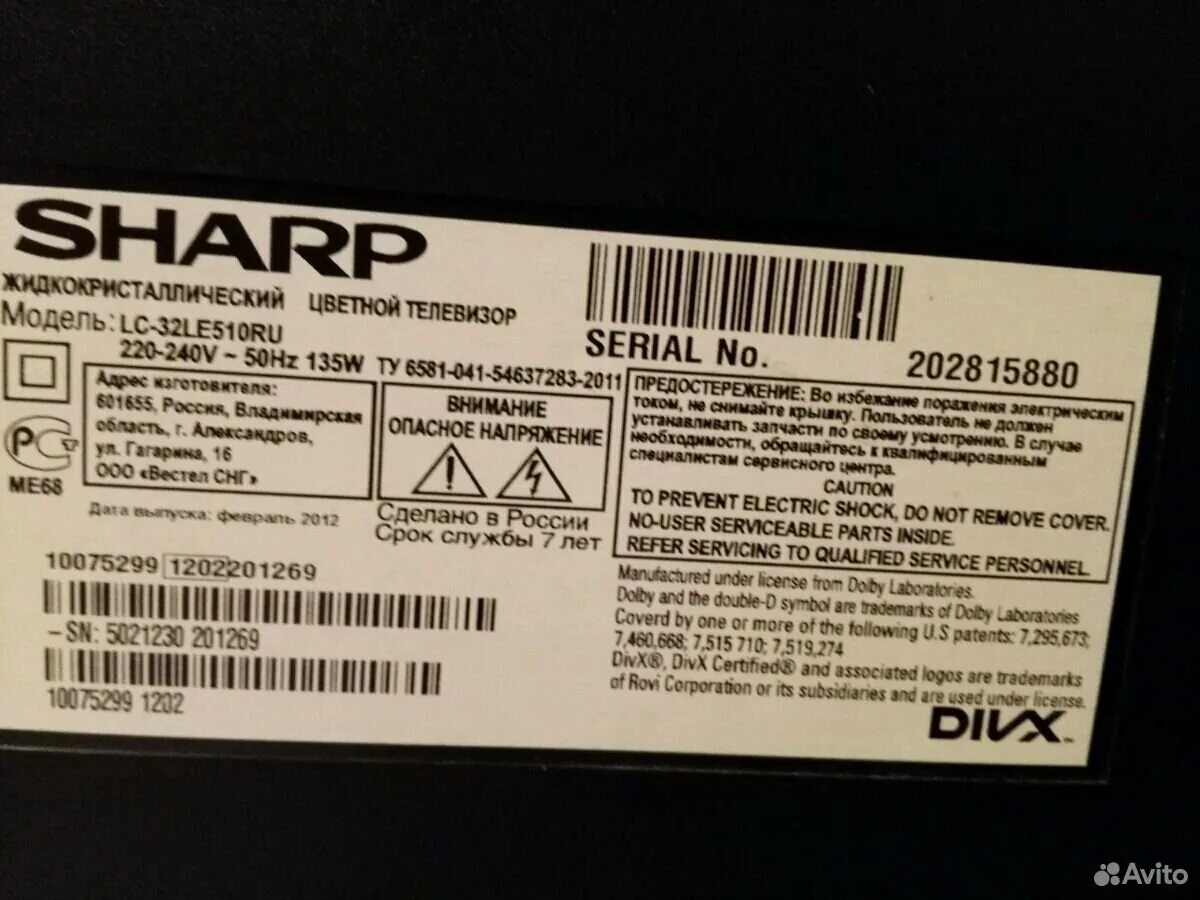 SHARP
ЖИДКОКРИСТАЛЛИЧЕСКИЙ ЦВЕТНОЙ ТЕЛЕВИЗОР
Модель: LC-32LE510RU
220-240V ~ 50Hz 135W ТУ 6581-041-54637283-2011
SERIAL No. 202815880
Адрес изготовителя:
601655, Россия, Владимирская
область, г. Александров,
ул. Гагарина, 16
ООО «Вестел СНГ»
РС
МЕ68
ВНИМАНИЕ
ОПАСНОЕ НАПРЯЖЕНИЕ
Дата выпуска: февраль 2012
Сделано в России
Срок службы 7 лет
ПРЕДОСТЕРЕЖЕНИЕ: Во избежание поражения электрическим
током, не снимайте крышку. Пользователь не должен
устанавливать запчасти по своему усмотрению. В случае
необходимости, обращайтесь к квалифицированным
специалистам сервисного центра.
CAUTION
TO PREVENT ELECTRIC SHOCK, DO NOT REMOVE COVER.
NO-USER SERVICEABLE PARTS INSIDE.
REFER SERVICING TO QUALIFIED SERVICE PERSONNEL.
10075299 1202201269
-SN: 5021230 201269
10075299 1202
Manufactured under license from Dolby Laboratories.
Dolby and the double-D symbol are trademarks of Dolby Laboratories
Coverd by one or more of the following U.S patents: 7,295,673;
7,460,668; 7,515 710; 7,519,274
DivX®, DivX Certified® and associated logos are trademarks
of Rovi Corporation or its subsidiaries and are used under license.
DIVX™
Avito